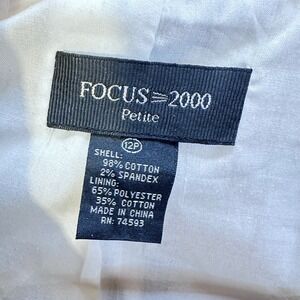 FOCUS 2000
Petite
12P
SHELL:
98% COTTON
2% SPANDEX
LINING:
65% POLYESTER
35% COTTON
MADE IN CHINA
RN: 74593